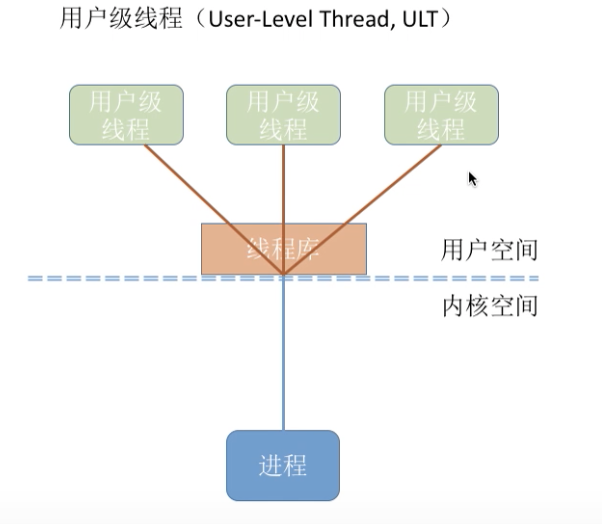 用户级线程（User-Level Thread, ULT）
用户级
线程
用户级
线程
用户级
线程
线程库
用户空间
内核空间
进程